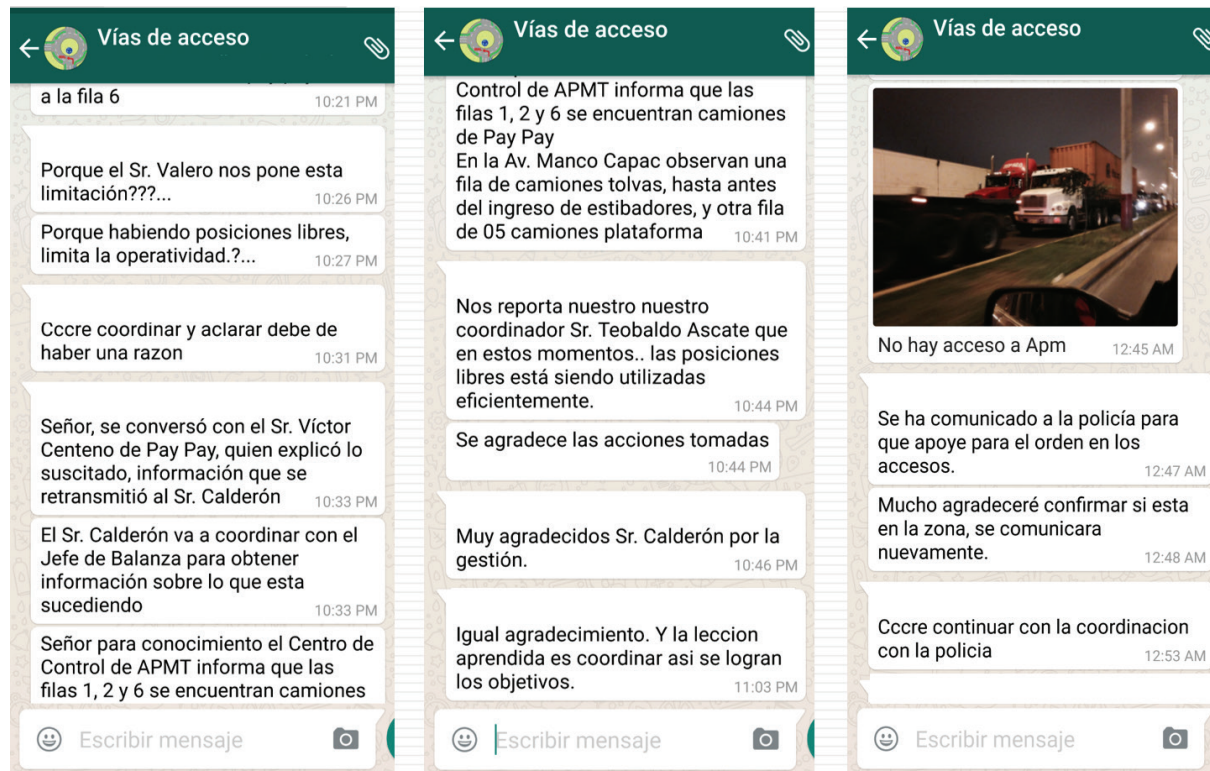 Vías de acceso
a la fila 6
10:21 PM
Porque el Sr. Valero nos pone esta
limitación???...
10:26 PM
Porque habiendo posiciones libres,
limita la operatividad.?...
10:27 PM
Cccre coordinar y aclarar debe de
haber una razon
10:31 PM
Señor, se conversó con el Sr. Víctor
Centeno de Pay Pay, quien explicó lo
suscitado, información que se
retransmitió al Sr. Calderón
10:33 PM
El Sr. Calderón va a coordinar con el
Jefe de Balanza para obtener
información sobre lo que esta
sucediendo
10:33 PM
Señor para conocimiento el Centro de
Control de APMT informa que las
filas 1, 2 y 6 se encuentran camiones
Escribir mensaje
Vías de acceso
Control de APMT informa que las
filas 1, 2 y 6 se encuentran camiones
de Pay Pay
En la Av. Manco Capac observan una
fila de camiones tolvas, hasta antes
del ingreso de estibadores, y otra fila
de 05 camiones plataforma
10:41 PM
Nos reporta nuestro nuestro
coordinador Sr. Teobaldo Ascate que
en estos momentos.. las posiciones
libres está siendo utilizadas
eficientemente.
10:44 PM
Se agradece las acciones tomadas
10:44 PM
Muy agradecidos Sr. Calderón por la
gestión.
10:46 PM
Igual agradecimiento. Y la leccion
aprendida es coordinar asi se logran
los objetivos.
11:03 PM
Escribir mensaje
Vías de acceso
No hay acceso a Apm
12:45 AM
Se ha comunicado a la policía para
que apoye para el orden en los
accesos.
12:47 AM
Mucho agradeceré confirmar si esta
en la zona, se comunicara
nuevamente.
12:48 AM
Cccre continuar con la coordinacion
con la policia
12:53 AM
Escribir mensaje